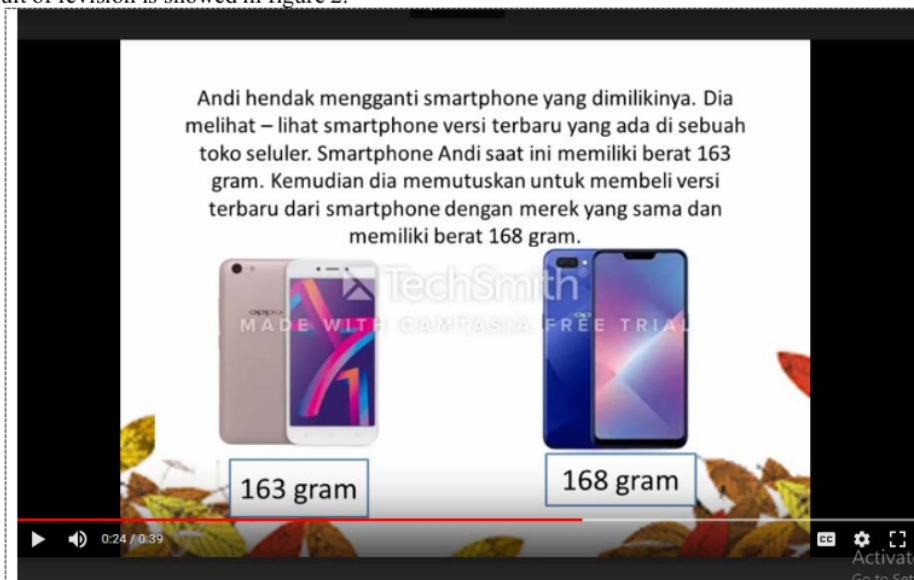 of revision is showed in figure 2.
Andi hendak mengganti smartphone yang dimilikinya. Dia
melihat – lihat smartphone versi terbaru yang ada di sebuah
toko seluler. Smartphone Andi saat ini memiliki berat 163
gram. Kemudian dia memutuskan untuk membeli versi
terbaru dari smartphone dengan merek yang sama dan
memiliki berat 168 gram.
TechSmith®
MADE WITH CAMTASIA FREE TRIAL
oppo
163 gram
168 gram
0:24 / 0:39
CC
Activate